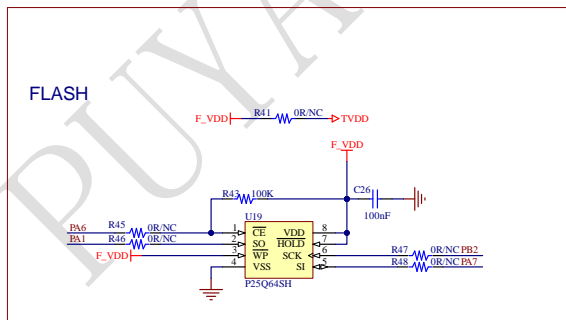 PUYA
FLASH
F_VDD R41 0R/NC TVDD
F_VDD
R43 100K C26
100nF
U19
PA6 R45 0R/NC 1 CE VDD 8
PA1 R46 0R/NC 2 SO HOLD 7
F_VDD 3 WP SCK 6 R47 0R/NC PB2
4 VSS SI 5 R48 0R/NC PA7
P25Q64SH